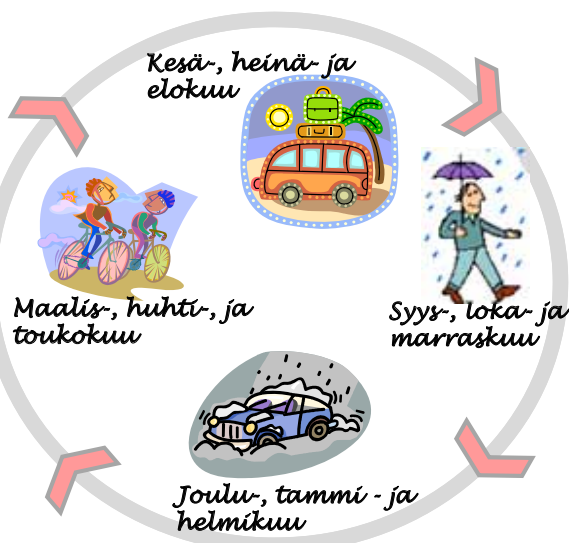 Kesä-, heinä- ja
elokuu
Maalis-, huhti-, ja
toukokuu
Syys-, loka- ja
marraskuu
Joulu-, tammi - ja
helmikuu